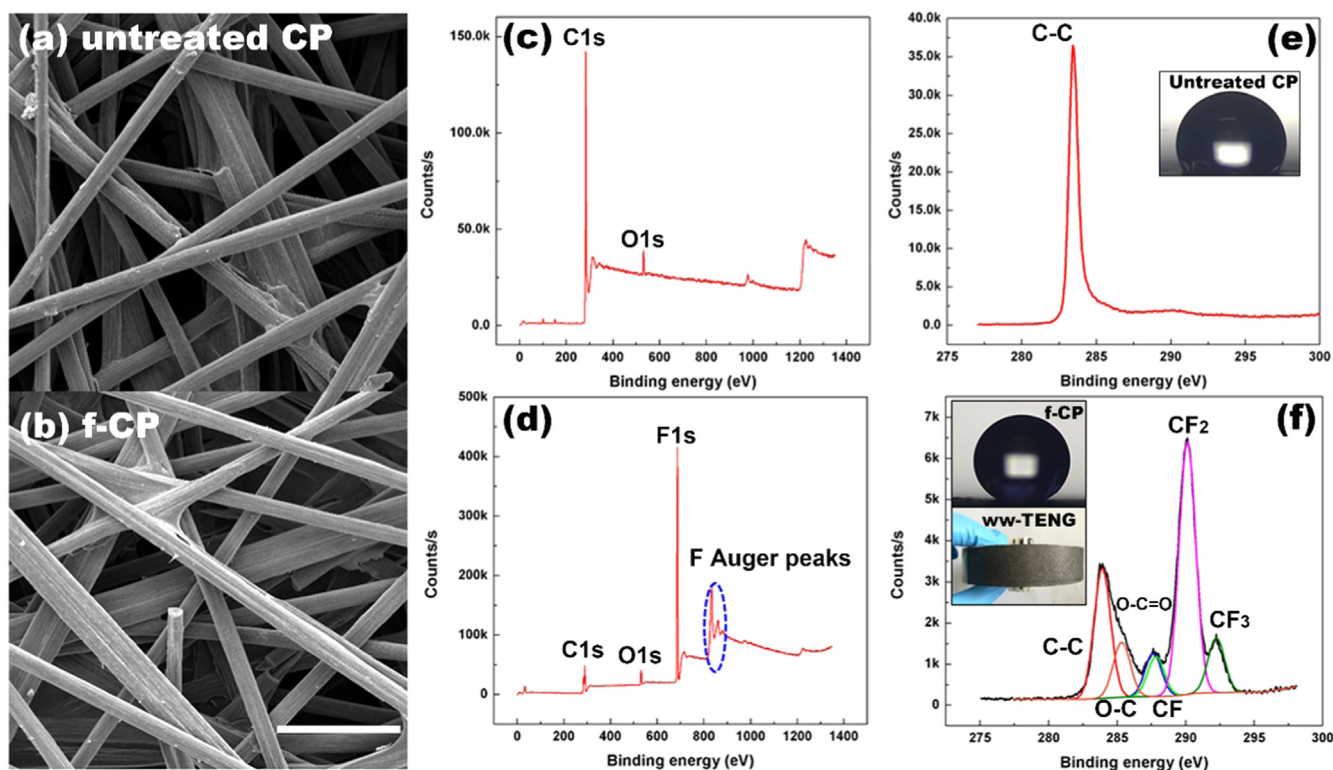 (a) untreated CP
(b) f-CP
(c)
C1s
O1s
150.0k
100.0k
50.0k
0.0
Counts/s
0 200 400 600 800 1000 1200 1400
Binding energy (eV)
(e)
C-C
Untreated CP
40.0k
35.0k
30.0k
25.0k
20.0k
15.0k
10.0k
5.0k
0.0
Counts/s
275 280 285 290 295 300
Binding energy (eV)
(d)
F1s
F Auger peaks
C1s
O1s
500k
400k
300k
200k
100k
0
Counts/s
0 200 400 600 800 1000 1200 1400
Binding energy (eV)
(f)
f-CP
ww-TENG
CF2
CF3
O-C=O
C-C
O-C
CF
7k
6k
5k
4k
3k
2k
1k
0
Counts/s
275 280 285 290 295
Binding energy (eV)